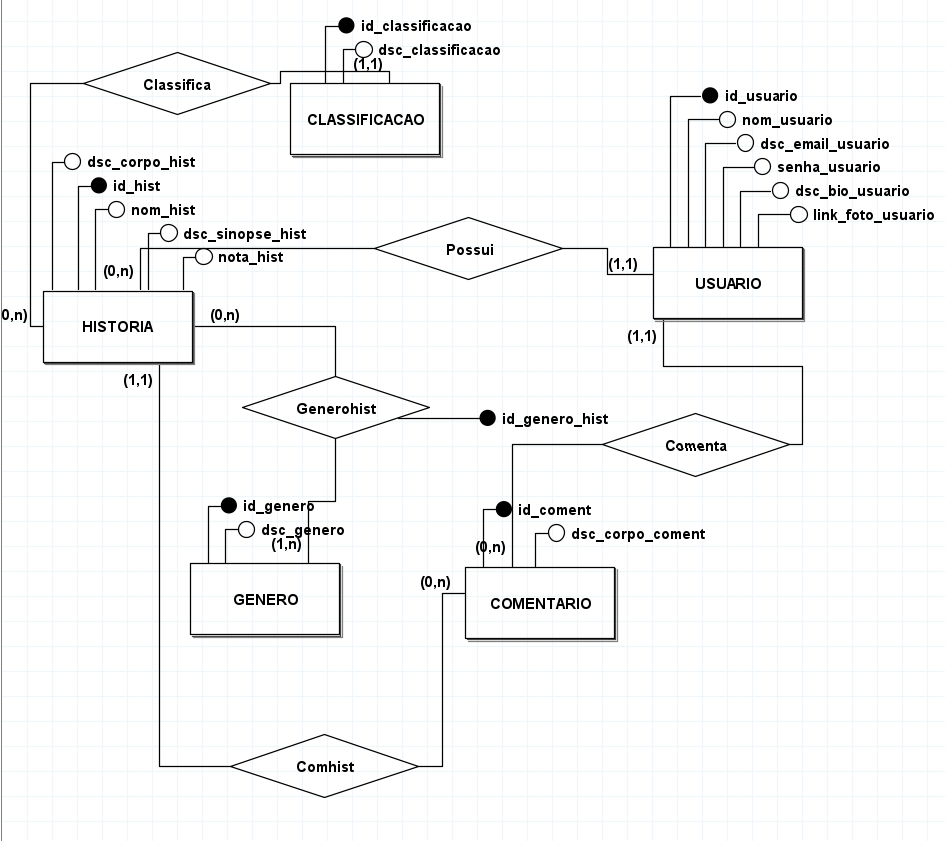 id_classificacao
dsc_classificacao
(1,1)
Classifica
CLASSIFICACAO
id_usuario
nom_usuario
dsc_email_usuario
senha_usuario
dsc_bio_usuario
link_foto_usuario
dsc_corpo_hist
id_hist
nom_hist
dsc_sinopse_hist
nota_hist
(0,n)
Possui
(1,1)
USUARIO
0,n)
HISTORIA
(0,n)
(1,1)
(1,1)
Generohist
id_genero_hist
Comenta
id_genero
dsc_genero
(1,n)
id_coment
dsc_corpo_coment
(0,n)
GENERO
(0,n)
COMENTARIO
Comhist